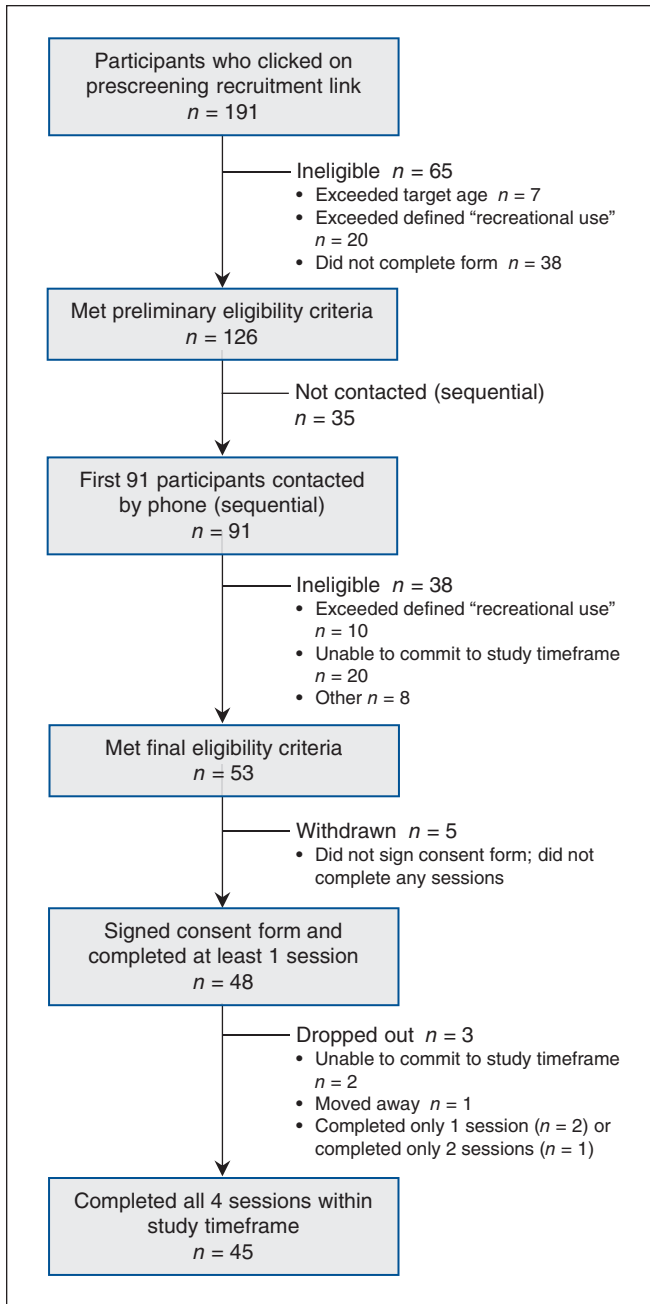 Participants who clicked on
prescreening recruitment link
n = 191
Ineligible n = 65
• Exceeded target age n = 7
• Exceeded defined “recreational use”
n = 20
• Did not complete form n = 38
Met preliminary eligibility criteria
n = 126
Not contacted (sequential)
n = 35
First 91 participants contacted
by phone (sequential)
n = 91
Ineligible n = 38
• Exceeded defined “recreational use”
n = 10
• Unable to commit to study timeframe
n = 20
• Other n = 8
Met final eligibility criteria
n = 53
Withdrawn n = 5
• Did not sign consent form; did not
complete any sessions
Signed consent form and
completed at least 1 session
n = 48
Dropped out n = 3
• Unable to commit to study timeframe
n = 2
• Moved away n = 1
• Completed only 1 session (n = 2) or
completed only 2 sessions (n = 1)
Completed all 4 sessions within
study timeframe
n = 45